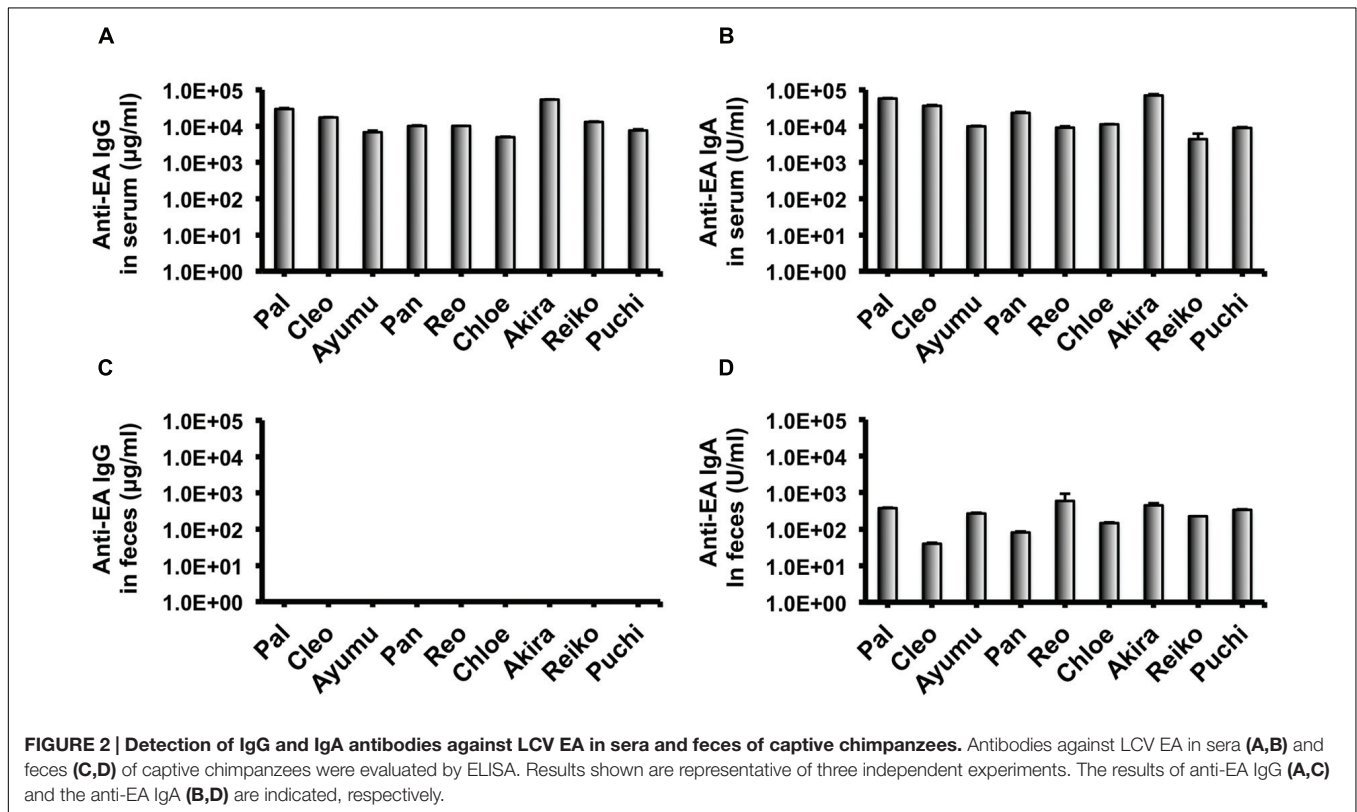 A
Anti-EA IgG
in serum (µg/ml)
1.0E+05
1.0E+04
1.0E+03
1.0E+02
1.0E+01
1.0E+00
Pal
Cleo
Ayumu
Pan
Reo
Chloe
Akira
Reiko
Puchi
B
Anti-EA IgA
in serum (U/ml)
1.0E+05
1.0E+04
1.0E+03
1.0E+02
1.0E+01
1.0E+00
Pal
Cleo
Ayumu
Pan
Reo
Chloe
Akira
Reiko
Puchi
C
Anti-EA IgG
in feces (µg/ml)
1.0E+05
1.0E+04
1.0E+03
1.0E+02
1.0E+01
1.0E+00
Pal
Cleo
Ayumu
Pan
Reo
Chloe
Akira
Reiko
Puchi
D
Anti-EA IgA
In feces (U/ml)
1.0E+05
1.0E+04
1.0E+03
1.0E+02
1.0E+01
1.0E+00
Pal
Cleo
Ayumu
Pan
Reo
Chloe
Akira
Reiko
Puchi
FIGURE 2 | Detection of IgG and IgA antibodies against LCV EA in sera and feces of captive chimpanzees. Antibodies against LCV EA in sera (A,B) and
feces (C,D) of captive chimpanzees were evaluated by ELISA. Results shown are representative of three independent experiments. The results of anti-EA IgG (A,C)
and the anti-EA IgA (B,D) are indicated, respectively.